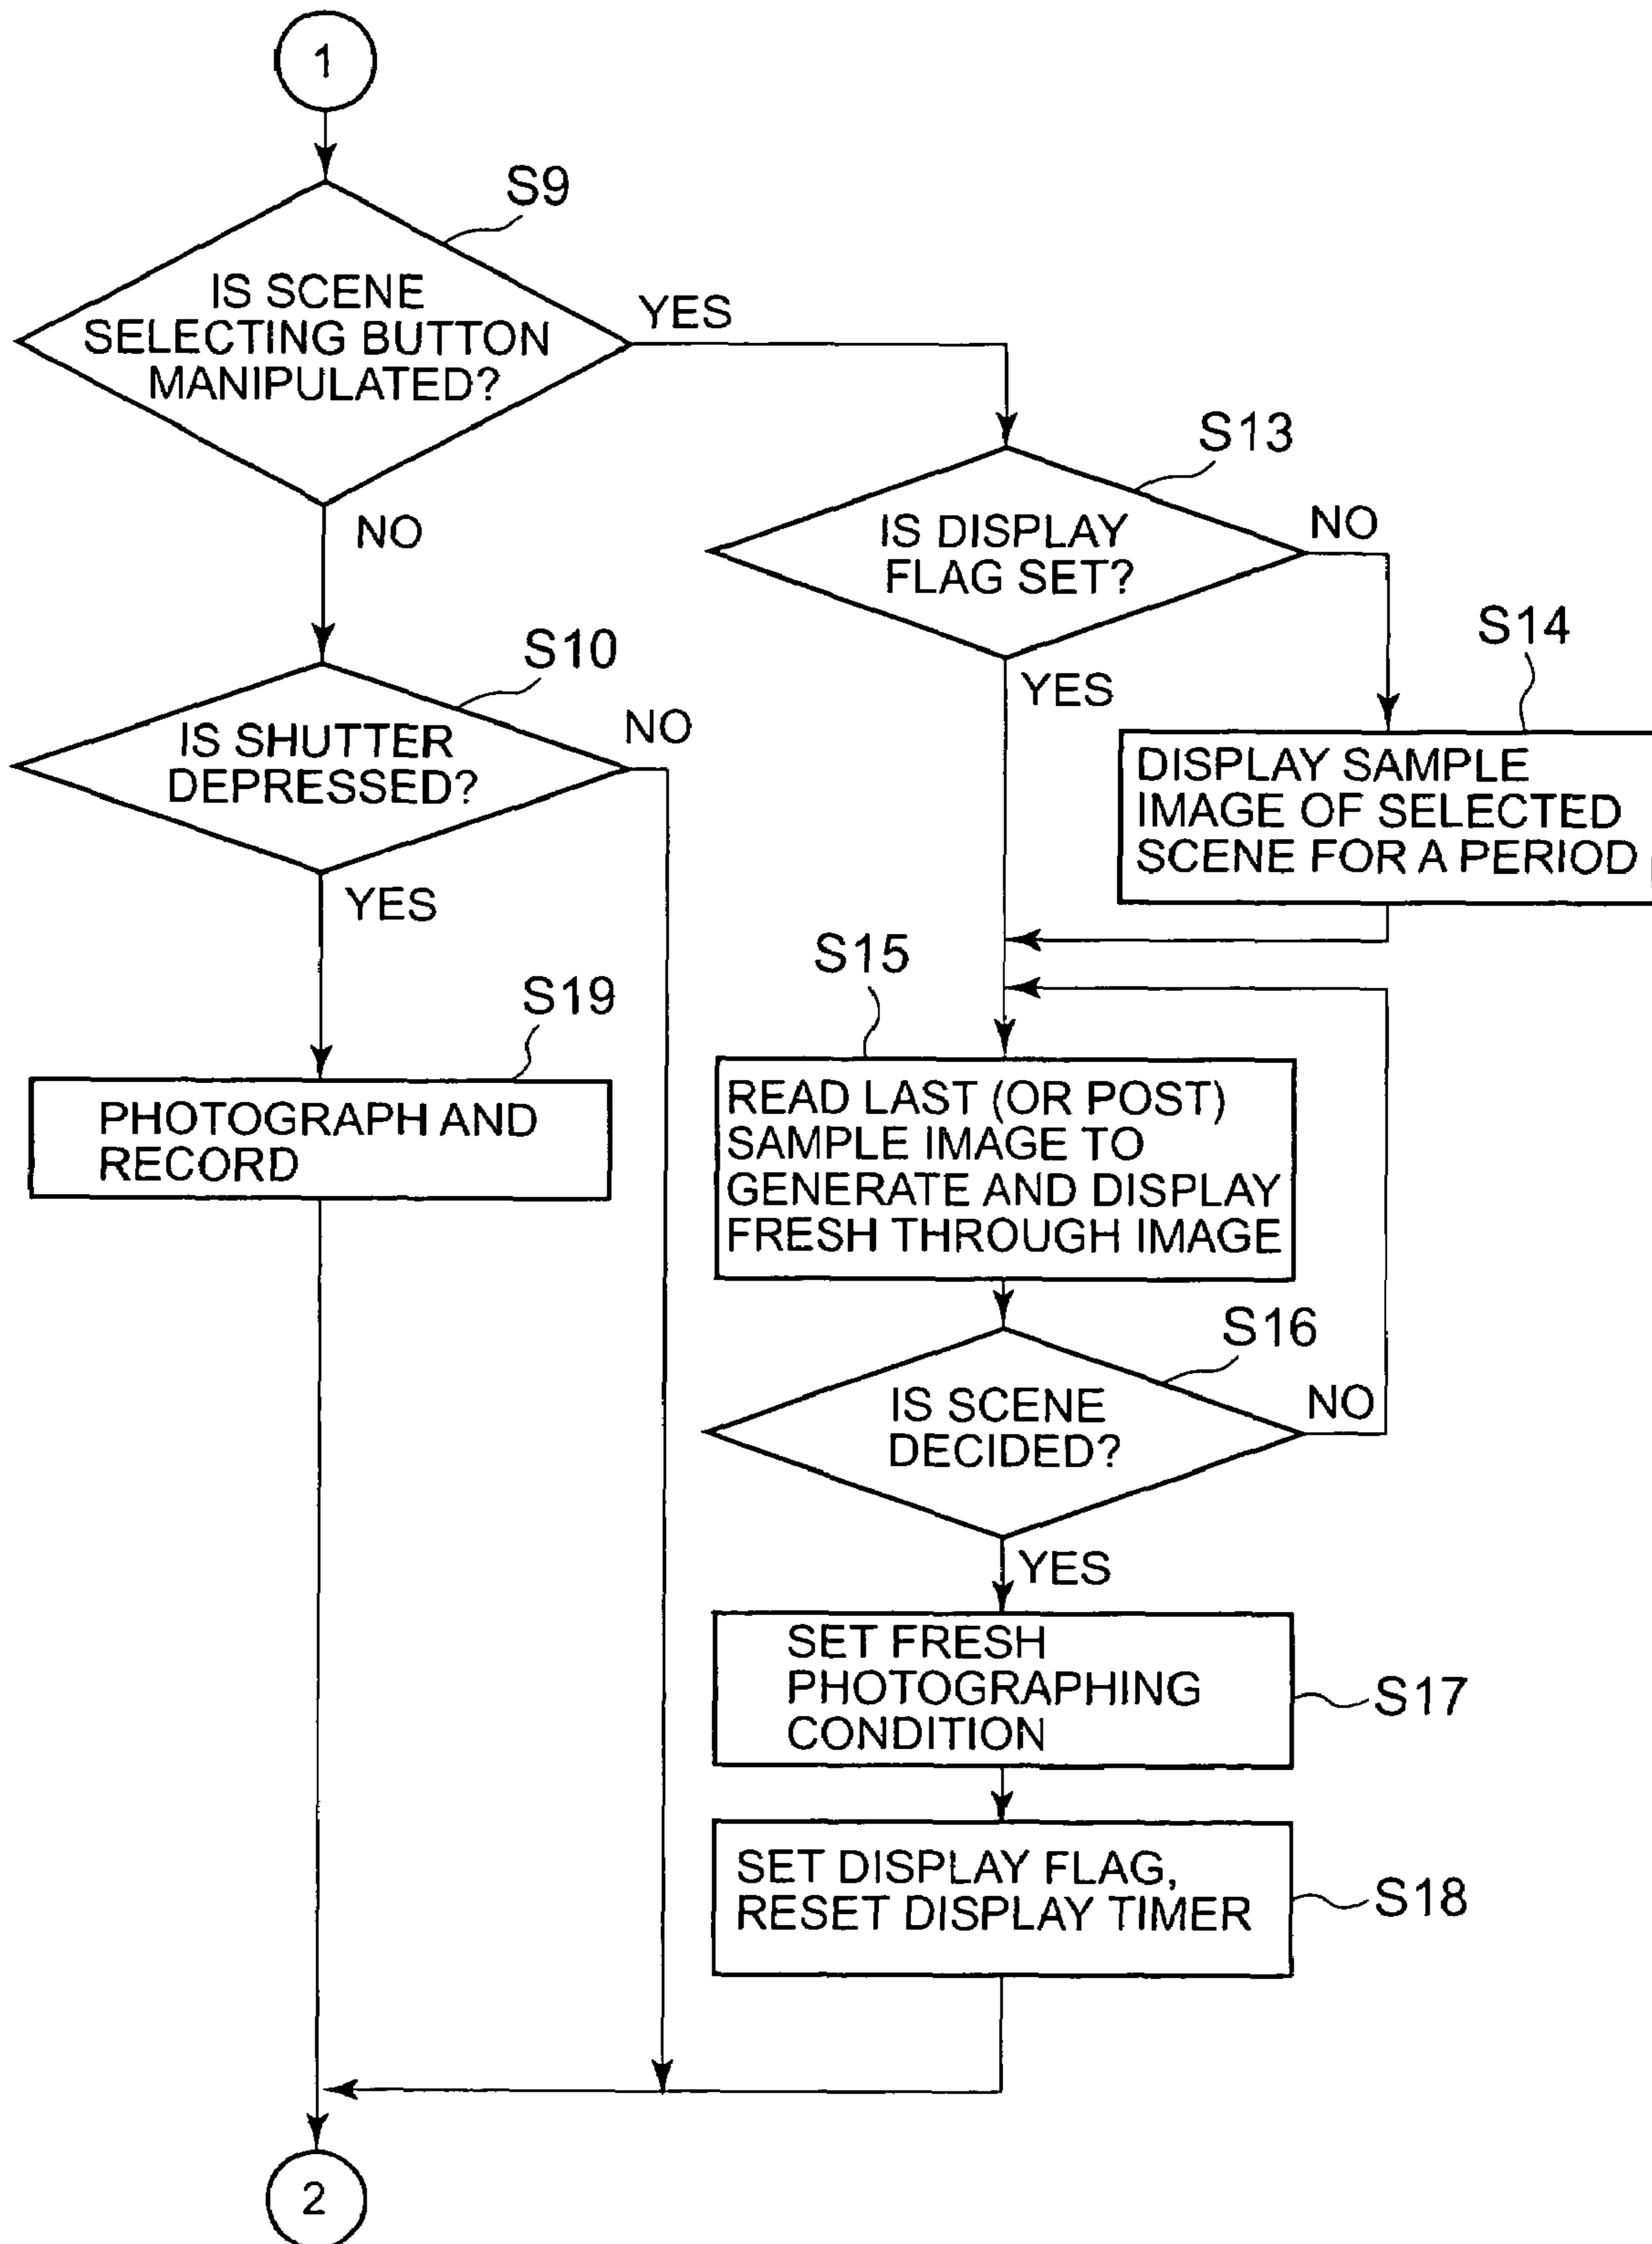 1
S9
IS SCENE
SELECTING BUTTON
MANIPULATED?
YES
NO
S13
IS DISPLAY
FLAG SET?
NO
YES
S14
DISPLAY SAMPLE
IMAGE OF SELECTED
SCENE FOR A PERIOD
S10
IS SHUTTER
DEPRESSED?
NO
YES
S19
PHOTOGRAPH AND
RECORD
S15
READ LAST (OR POST)
SAMPLE IMAGE TO
GENERATE AND DISPLAY
FRESH THROUGH IMAGE
S16
IS SCENE
DECIDED?
NO
YES
SET FRESH
PHOTOGRAPHING
CONDITION
S17
SET DISPLAY FLAG,
RESET DISPLAY TIMER
S18
2